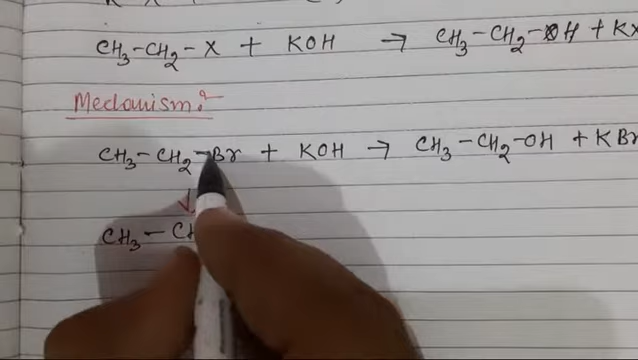 CH₃-CH₂-X + KOH → CH₃-CH₂-OH + KX
Mechanism:
CH₃-CH₂-Br + KOH → CH₃-CH₂-OH + KBr
CH₃-